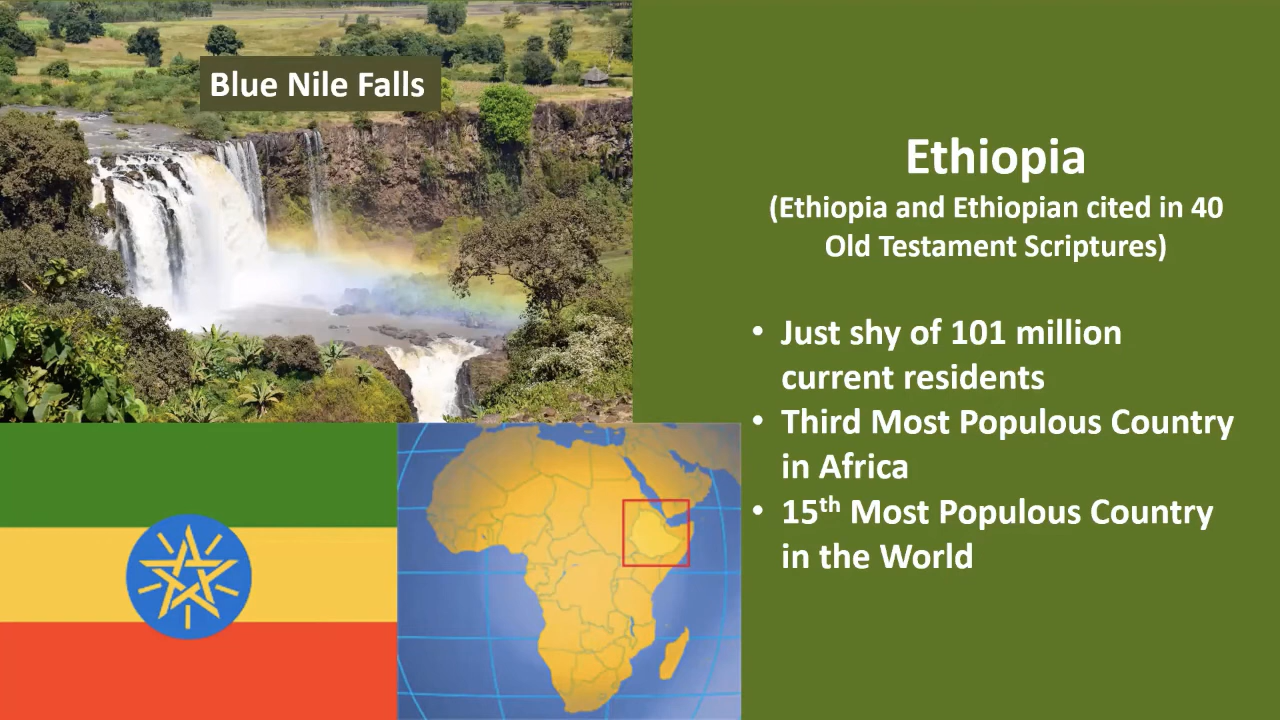 Blue Nile Falls
Ethiopia
(Ethiopia and Ethiopian cited in 40
Old Testament Scriptures)
• Just shy of 101 million
current residents
• Third Most Populous Country
in Africa
• 15th Most Populous Country
in the World